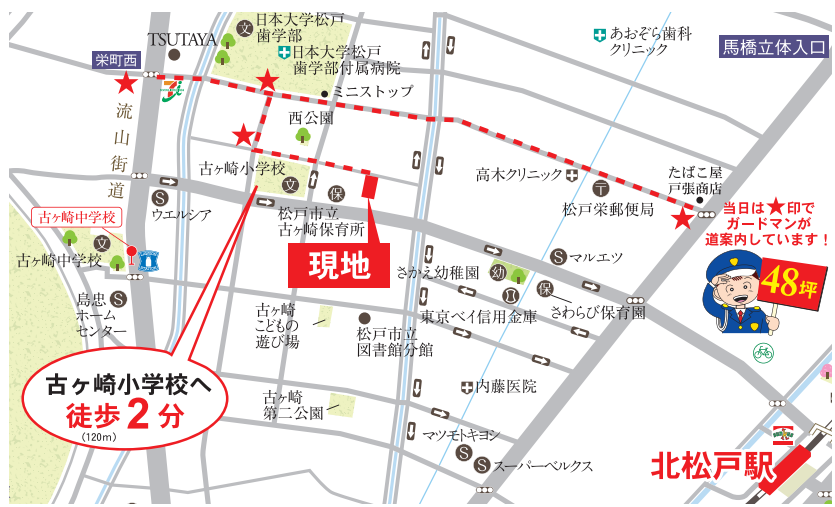 日本大学松戸
歯学部
文
TSUTAYA
栄町西
日本大学松戸
歯学部付属病院
あおぞら歯科
クリニック
馬橋立体入口
ミニストップ
流山街道
西公園
古ヶ崎小学校
文
保
高木クリニック
たばこ屋
戸張商店
松戸栄郵便局
当日は★印で
ガードマンが
道案内しています！
48坪
S
ウエルシア
松戸市立
古ヶ崎保育所
現地
古ヶ崎中学校
文
古ヶ崎中学校
S
マルエツ
さかえ幼稚園
幼
保
さわらび保育園
東京ベイ信用金庫
島忠
ホーム
センター
S
古ヶ崎
こどもの
遊び場
松戸市立
図書館分館
古ヶ崎小学校へ
徒歩2分
(120m)
古ヶ崎
第二公園
内藤医院
マツモトキヨシ
S
S
スーパーベルクス
北松戸駅